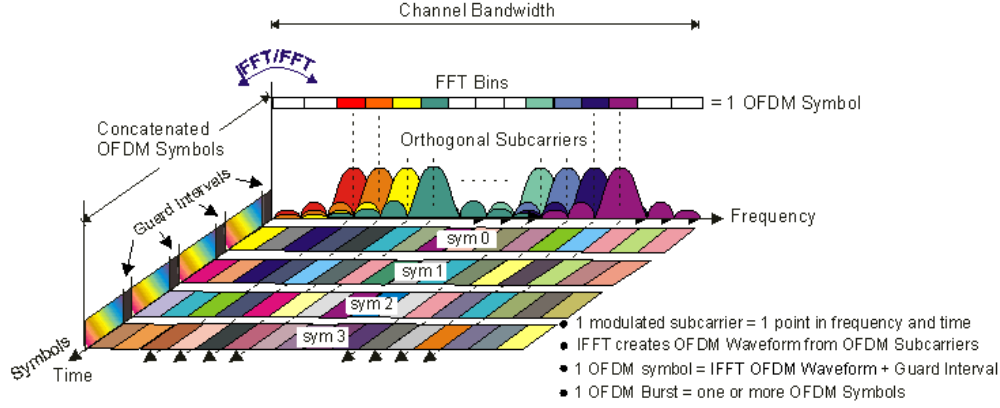 Channel Bandwidth
IFFT/FFT
FFT Bins
= 1 OFDM Symbol
Concatenated
OFDM Symbols
Orthogonal Subcarriers
Guard Intervals
Frequency
sym 0
sym 1
sym 2
sym 3
Symbols
Time
● 1 modulated subcarrier = 1 point in frequency and time
● IFFT creates OFDM Waveform from OFDM Subcarriers
● 1 OFDM symbol = IFFT OFDM Waveform + Guard Interval
● 1 OFDM Burst = one or more OFDM Symbols